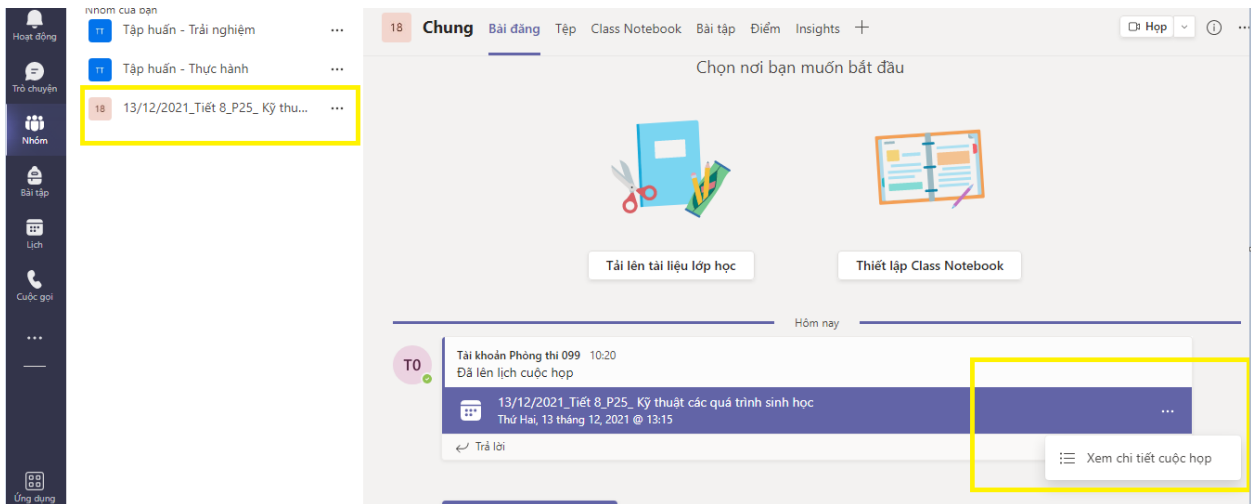 Hoạt động
Trò chuyện
Nhóm
Bài tập
Lịch
Cuộc gọi
...
Ứng dụng
Nhóm của bạn
TT Tập huấn - Trải nghiệm ...
TT Tập huấn - Thực hành ...
18 13/12/2021_Tiết 8_P25_ Kỹ thu... ...
18 Chung Bài đăng Tệp Class Notebook Bài tập Điểm Insights + Họp ...
Chọn nơi bạn muốn bắt đầu
Tải lên tài liệu lớp học Thiết lập Class Notebook
Hôm nay
T0 Tài khoản Phòng thi 099 10:20
Đã lên lịch cuộc họp
13/12/2021_Tiết 8_P25_ Kỹ thuật các quá trình sinh học
Thứ Hai, 13 tháng 12, 2021 @ 13:15 ...
Trả lời
Xem chi tiết cuộc họp